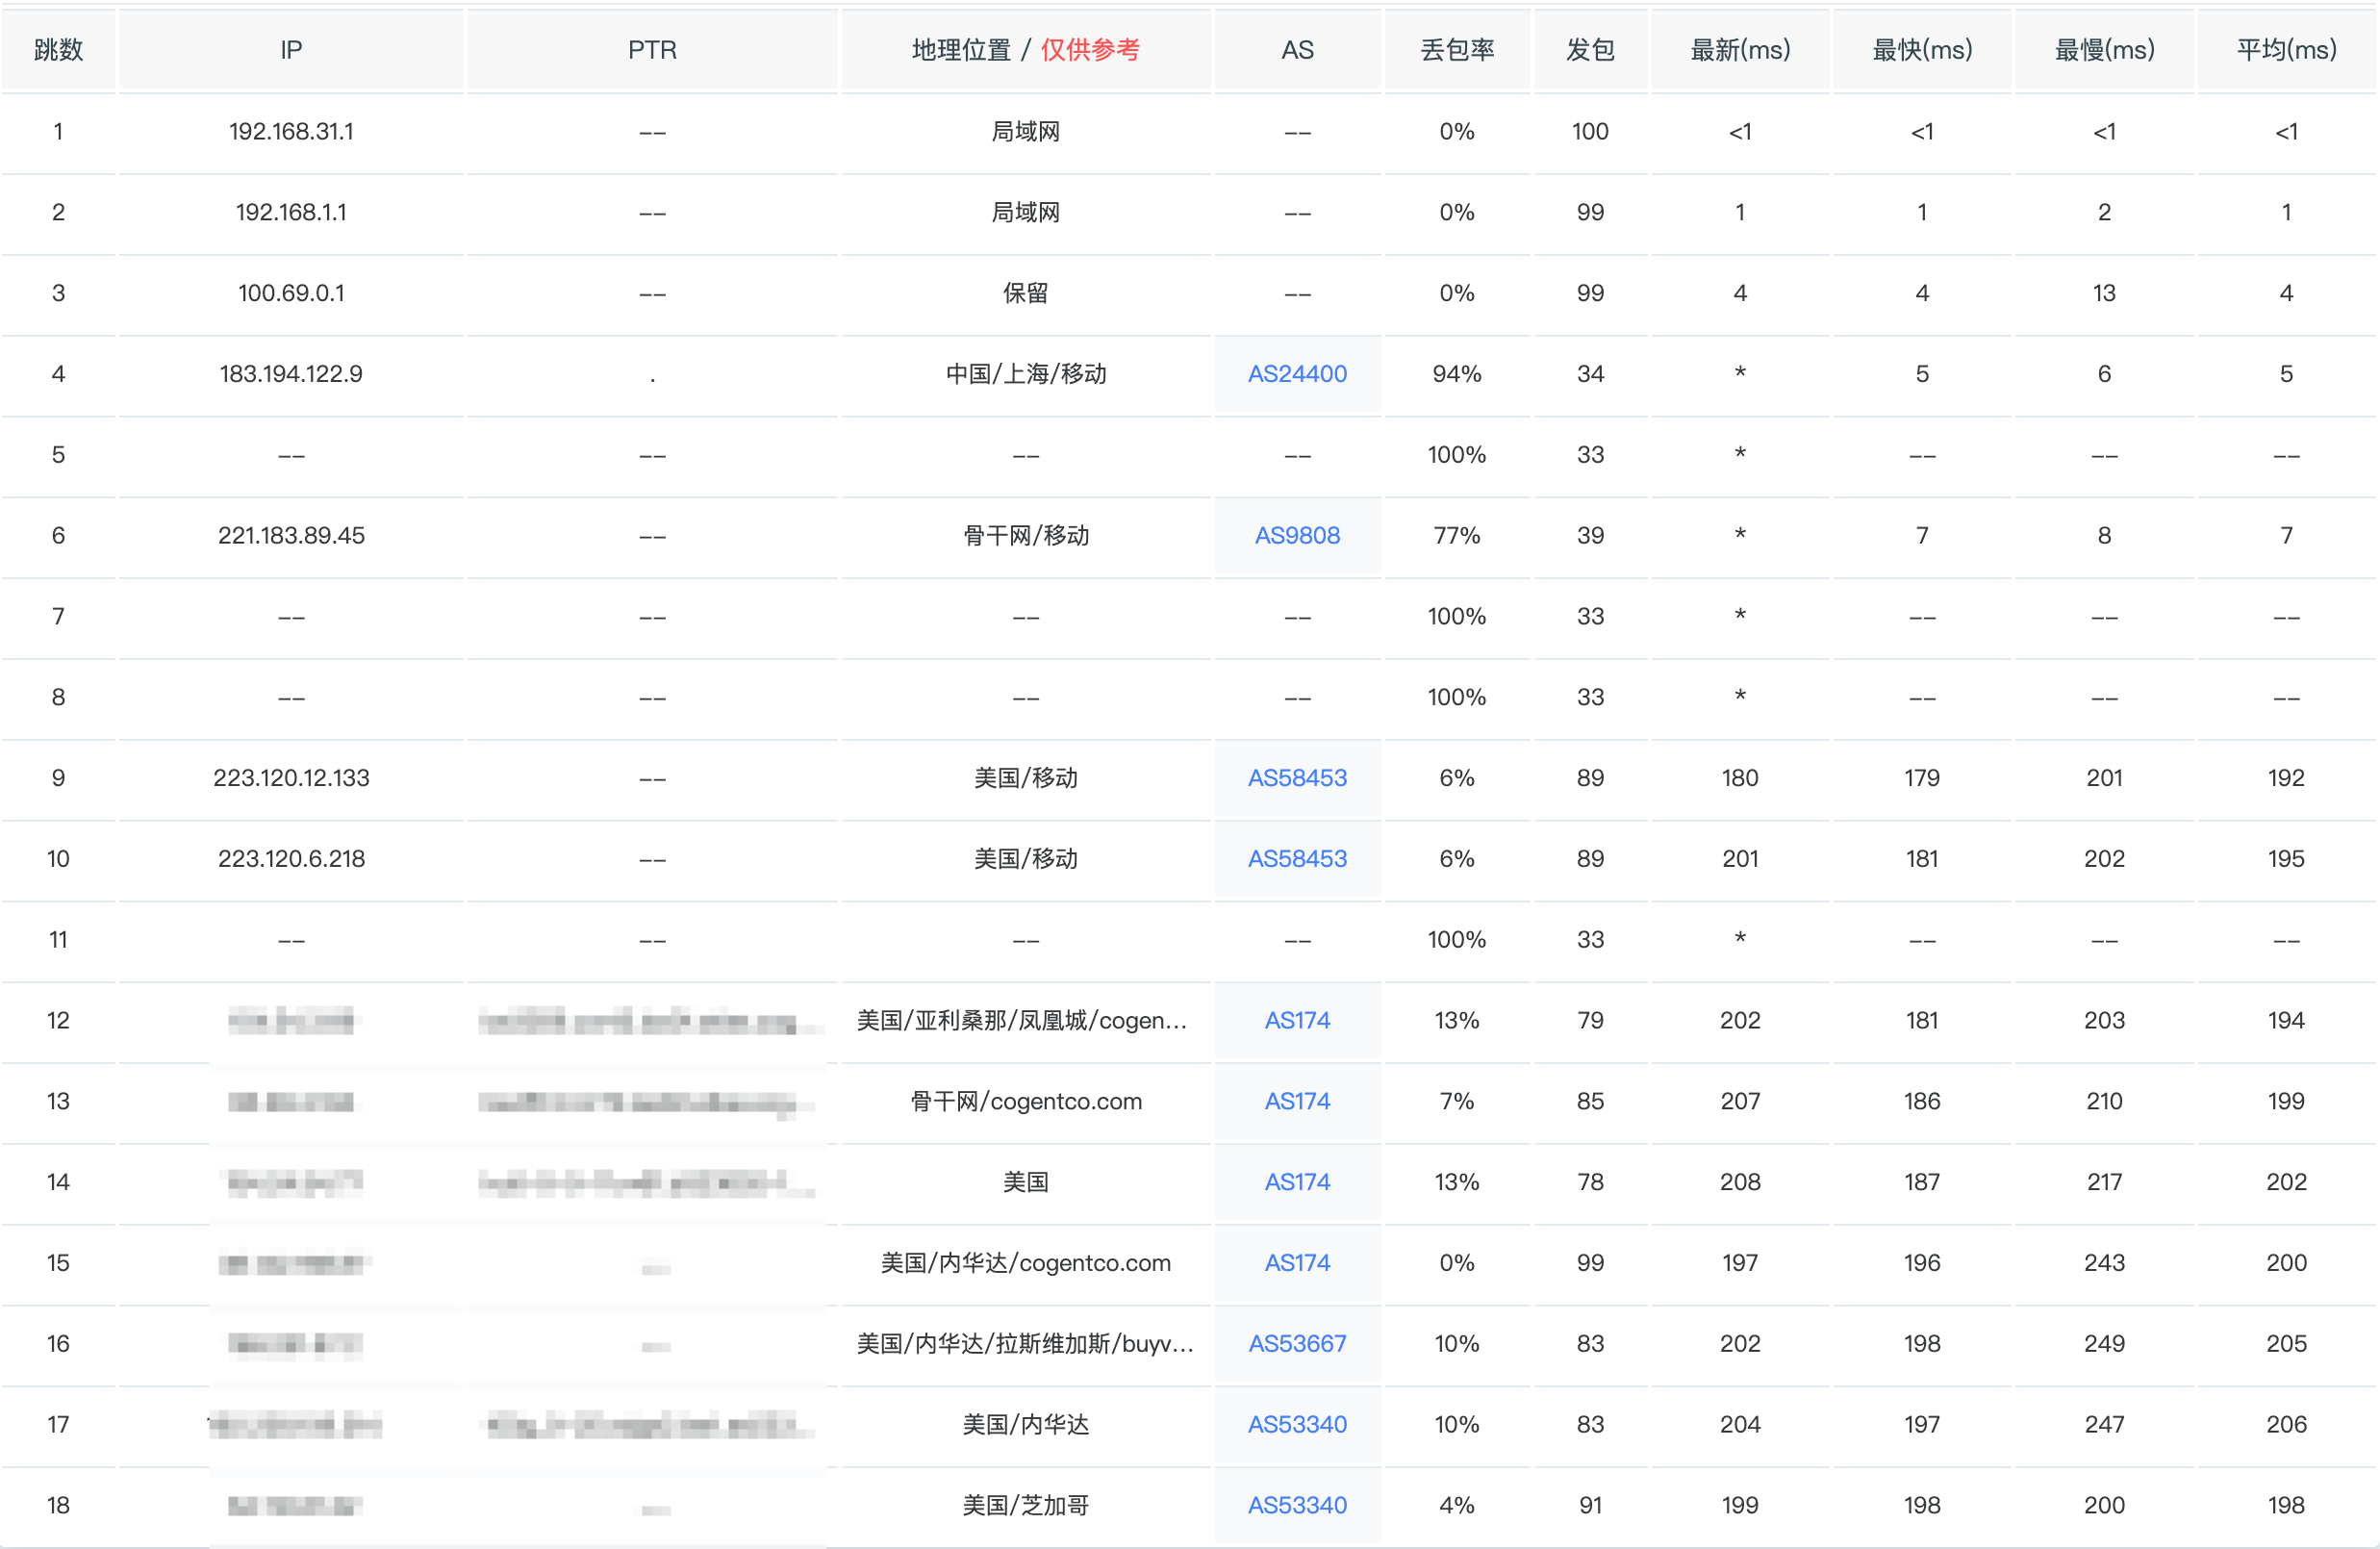 跳数 IP PTR 地理位置 / 仅供参考 AS 丢包率 发包 最新(ms) 最快(ms) 最慢(ms) 平均(ms)
1 192.168.31.1 -- 局域网 -- 0% 100 <1 <1 <1 <1
2 192.168.1.1 -- 局域网 -- 0% 99 1 1 2 1
3 100.69.0.1 -- 保留 -- 0% 99 4 4 13 4
4 183.194.122.9 . 中国/上海/移动 AS24400 94% 34 * 5 6 5
5 -- -- -- -- 100% 33 * -- -- --
6 221.183.89.45 -- 骨干网/移动 AS9808 77% 39 * 7 8 7
7 -- -- -- -- 100% 33 * -- -- --
8 -- -- -- -- 100% 33 * -- -- --
9 223.120.12.133 -- 美国/移动 AS58453 6% 89 180 179 201 192
10 223.120.6.218 -- 美国/移动 AS58453 6% 89 201 181 202 195
11 -- -- -- -- 100% 33 * -- -- --
12 美国/亚利桑那/凤凰城/cogen... AS174 13% 79 202 181 203 194
13 骨干网/cogentco.com AS174 7% 85 207 186 210 199
14 美国 AS174 13% 78 208 187 217 202
15 美国/内华达/cogentco.com AS174 0% 99 197 196 243 200
16 美国/内华达/拉斯维加斯/buyv... AS53667 10% 83 202 198 249 205
17 美国/内华达 AS53340 10% 83 204 197 247 206
18 美国/芝加哥 AS53340 4% 91 199 198 200 198